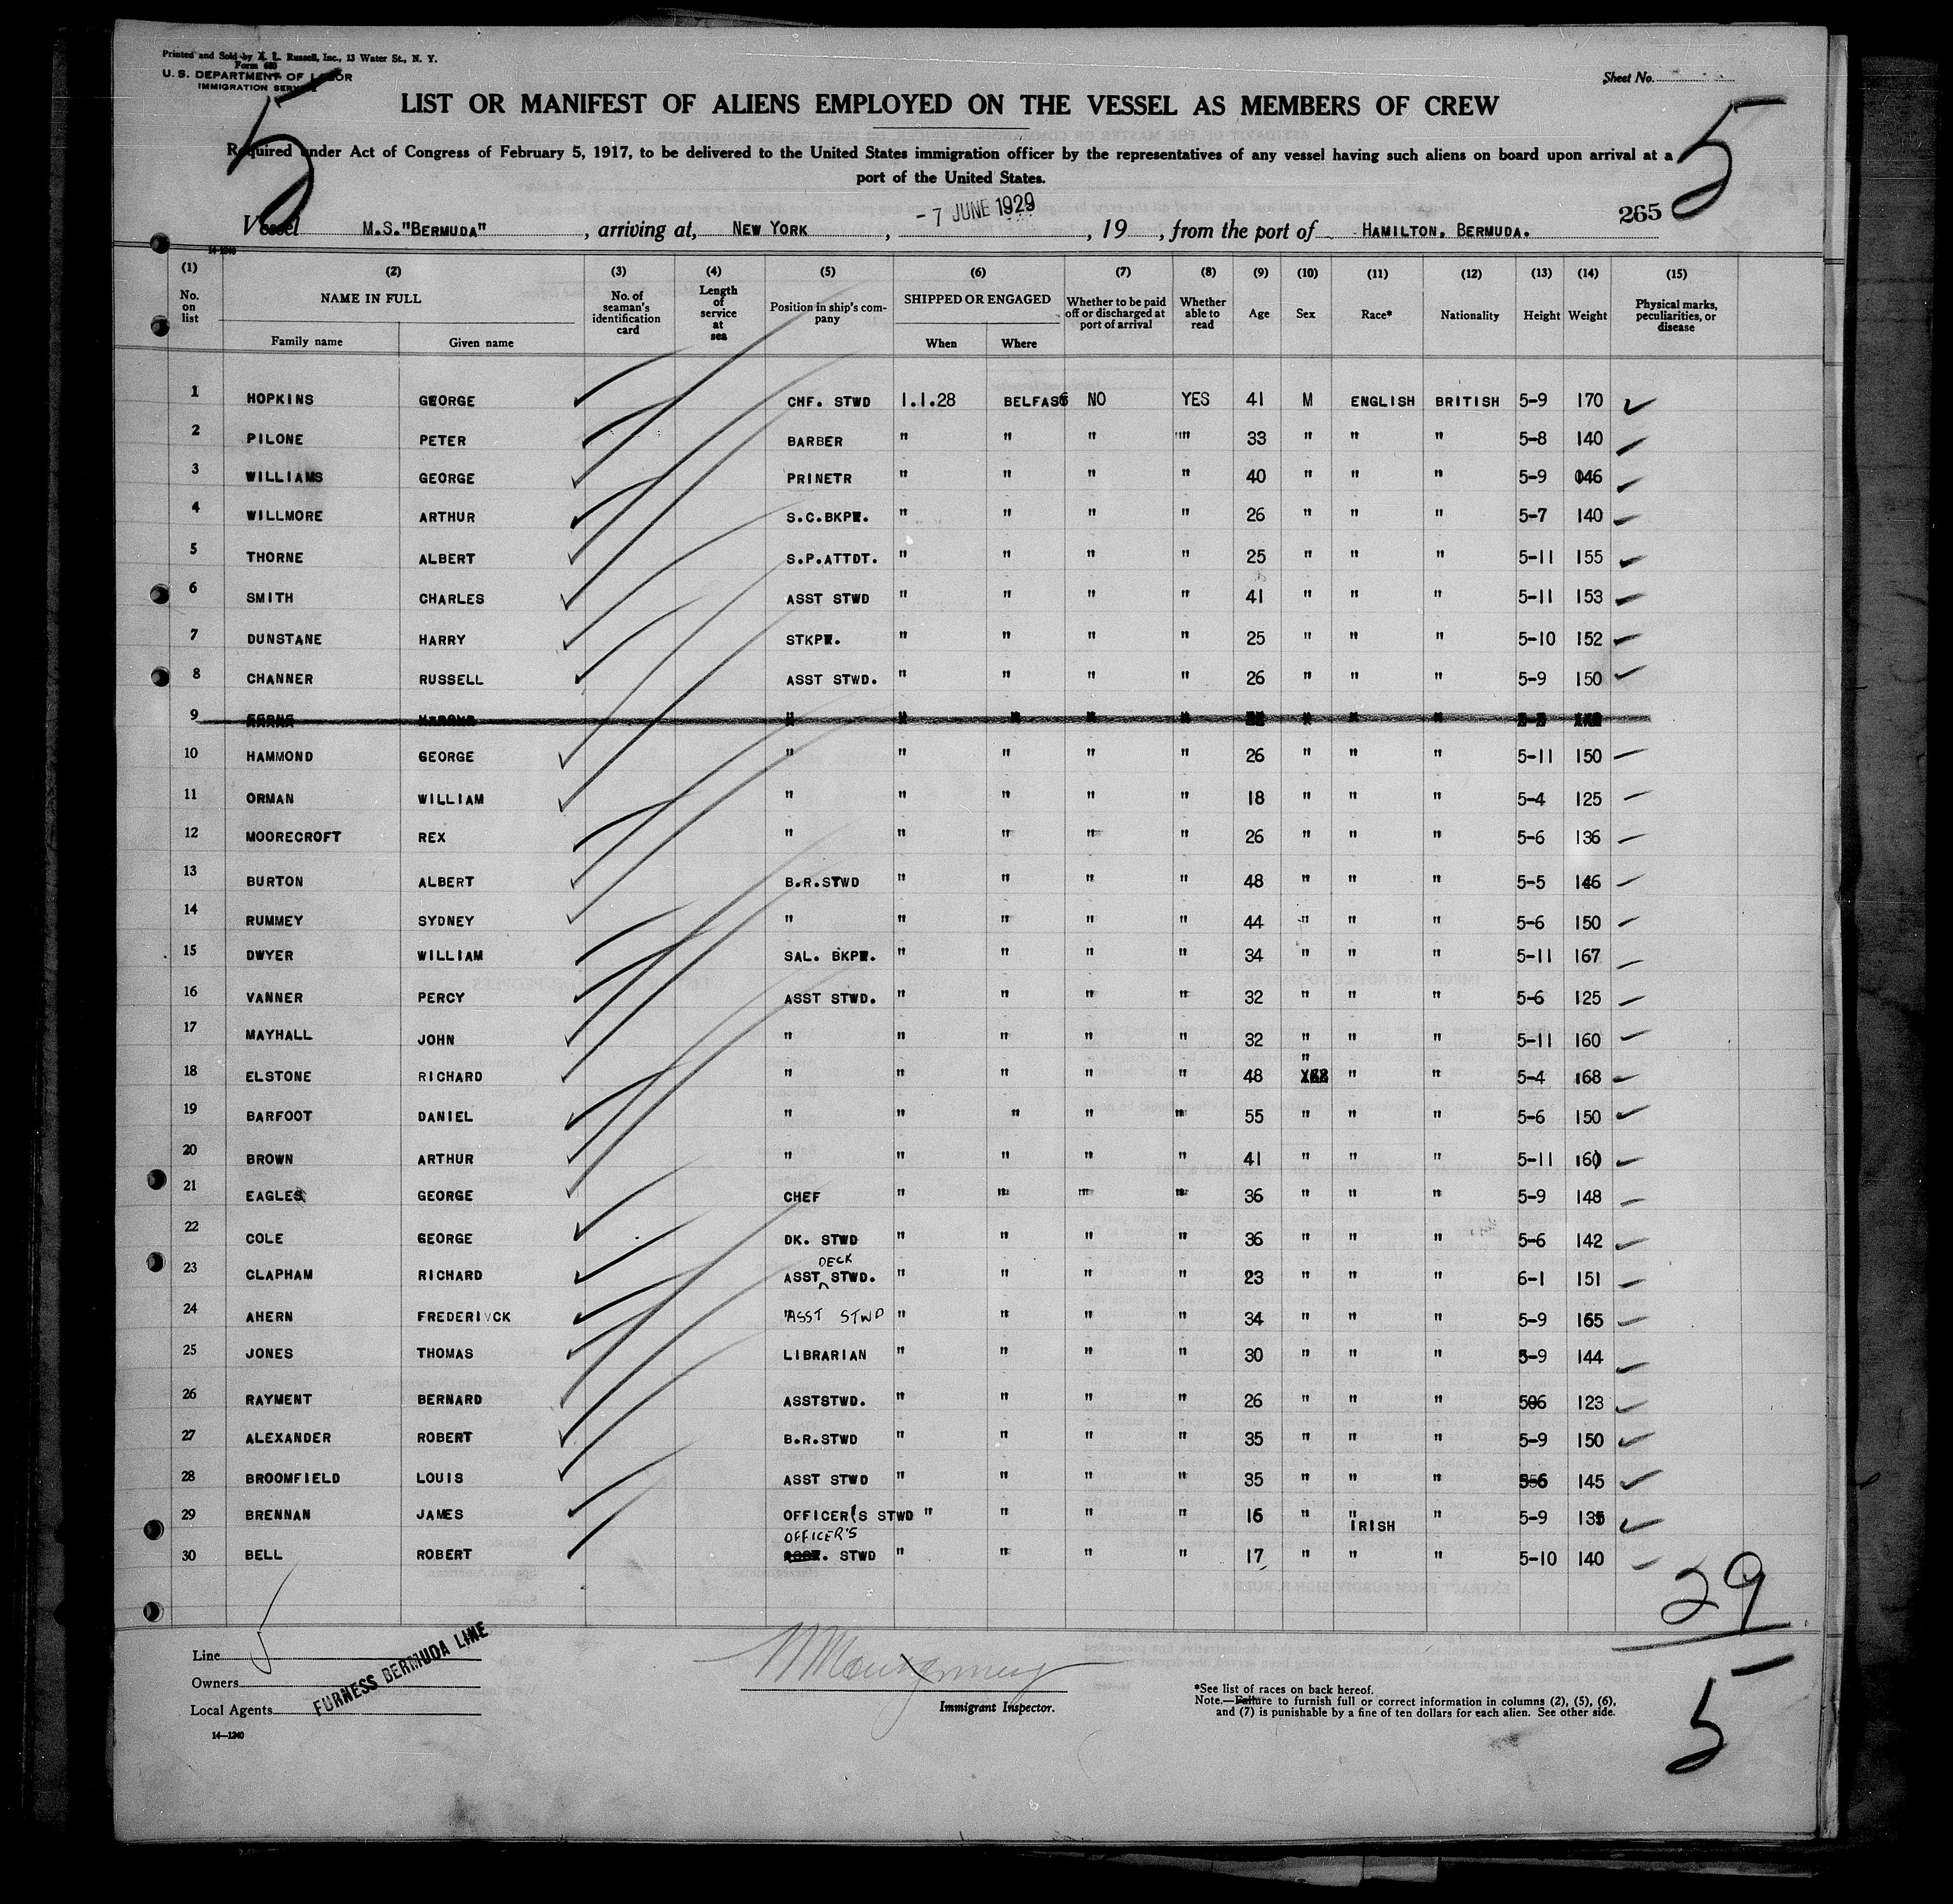 Printed and Sold by A. L. Russell, Inc., 13 Water St., N. Y.
Form 680
U. S. DEPARTMENT OF LABOR
IMMIGRATION SERVICE
Sheet No.
5
5
LIST OR MANIFEST OF ALIENS EMPLOYED ON THE VESSEL AS MEMBERS OF CREW
Required under Act of Congress of February 5, 1917, to be delivered to the United States immigration officer by the representatives of any vessel having such aliens on board upon arrival at a
port of the United States.
Vessel M.S. "BERMUDA", arriving at, NEW YORK, - 7 JUNE 1929, 19 , from the port of HAMILTON, BERMUDA. 265
14-1240
(1) (2) (3) (4) (5) (6) (7) (8) (9) (10) (11) (12) (13) (14) (15)
No. on list NAME IN FULL No. of seaman's identification card Length of service at sea Position in ship's company SHIPPED OR ENGAGED Whether to be paid off or discharged at port of arrival Whether able to read Age Sex Race* Nationality Height Weight Physical marks, peculiarities, or disease
Family name Given name When Where
1 HOPKINS GEORGE CHF. STWD 1.1.28 BELFAST NO YES 41 M ENGLISH BRITISH 5-9 170
2 PILONE PETER BARBER " " " "" 33 " " " 5-8 140
3 WILLIAMS GEORGE PRINETR " " " " 40 " " " 5-9 046
4 WILLMORE ARTHUR S.C.BKPR. " " " " 26 " " " 5-7 140
5 THORNE ALBERT S.P.ATTDT. " " " " 25 " " " 5-11 155
6 SMITH CHARLES ASST STWD " " " " 41 " " " 5-11 153
7 DUNSTANE HARRY STKPR. " " " " 25 " " " 5-10 152
8 CHANNER RUSSELL ASST STWD. " " " " 26 " " " 5-9 150
9
10 HAMMOND GEORGE " " " " " 26 " " " 5-11 150
11 ORMAN WILLIAM " " " " " 18 " " " 5-4 125
12 MOORECROFT REX " " " " " 26 " " " 5-6 136
13 BURTON ALBERT B.R.STWD " " " " 48 " " " 5-5 146
14 RUMMEY SYDNEY " " " " " 44 " " " 5-6 150
15 DWYER WILLIAM SAL. BKPR. " " " " 34 " " " 5-11 167
16 VANNER PERCY ASST STWD. " " " " 32 " " " 5-6 125
17 MAYHALL JOHN " " " " " 32 " " " 5-11 160
18 ELSTONE RICHARD " " " " " 48 " " " 5-4 168
19 BARFOOT DANIEL " " " " " 55 " " " 5-6 150
20 BROWN ARTHUR " " " " " 41 " " " 5-11 160
21 EAGLES GEORGE CHEF " " " " 36 " " " 5-9 148
22 COLE GEORGE DK. STWD " " " " 36 " " " 5-6 142
23 CLAPHAM RICHARD ASST DECK STWD. " " " " 23 " " " 6-1 151
24 AHERN FREDERICK "ASST STWD " " " " 34 " " " 5-9 165
25 JONES THOMAS LIBRARIAN " " " " 30 " " " 5-9 144
26 RAYMENT BERNARD ASSTSTWD. " " " " 26 " " " 506 123
27 ALEXANDER ROBERT B.R.STWD " " " " 35 " " " 5-9 150
28 BROOMFIELD LOUIS ASST STWD " " " " 35 " " " 5-6 145
29 BRENNAN JAMES OFFICER'S STWD " " " " 16 " " IRISH " 5-9 135
30 BELL ROBERT OFFICER'S STWD " " " " 17 " " " 5-10 140
29
5
Line
Owners
Local Agents
FURNESS BERMUDA LINE
14—1240
Montgomery
Immigrant Inspector.
*See list of races on back hereof.
Note.—Failure to furnish full or correct information in columns (2), (5), (6),
and (7) is punishable by a fine of ten dollars for each alien. See other side.